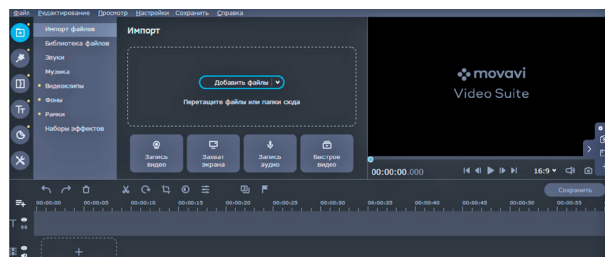 Файл Редактирование Просмотр Настройки Сохранить Справка
Импорт файлов
Библиотека файлов
Звуки
Музыка
Видеоклипы
Фоны
Рамки
Наборы эффектов
Импорт
Добавить файлы
Перетащите файлы или папки сюда
Запись видео
Захват экрана
Запись аудио
Быстрое видео
movavi
Video Suite
00:00:00.000
16:9
Сохранить
00:00:00 00:00:05 00:00:10 00:00:15 00:00:20 00:00:25 00:00:30 00:00:35 00:00:40 00:00:45 00:00:50 00:00:55